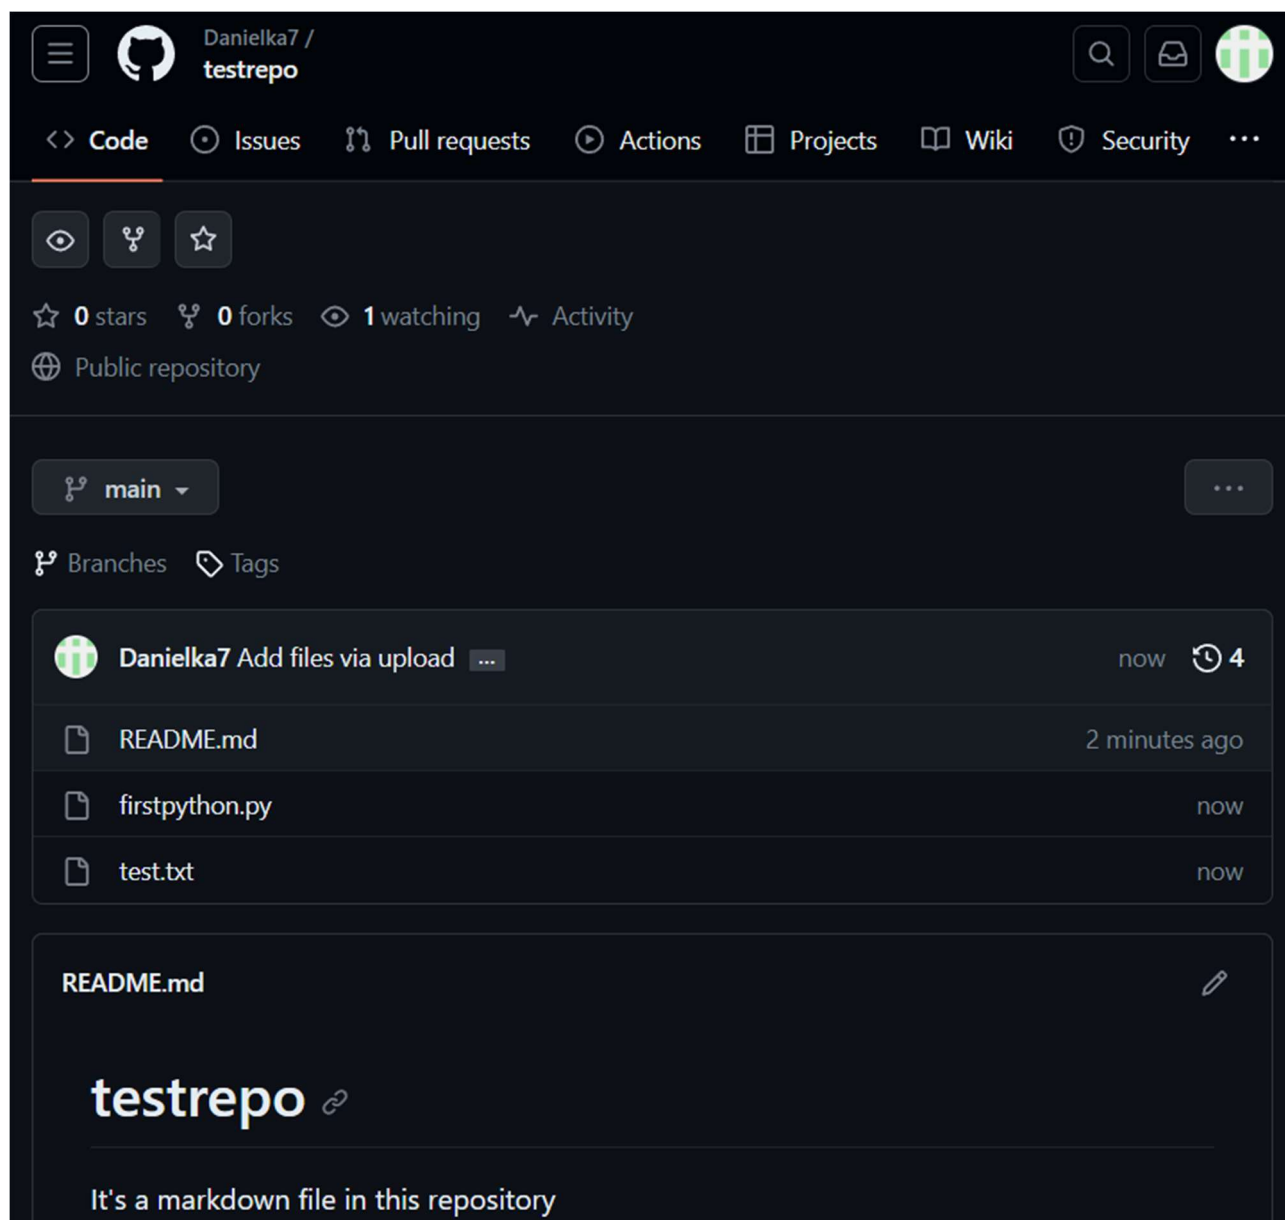 Danielka7 /
testrepo
Code Issues Pull requests Actions Projects Wiki Security ...
0 stars 0 forks 1 watching Activity
Public repository
main ...
Branches Tags
Danielka7 Add files via upload ... now 4
README.md 2 minutes ago
firstpython.py now
test.txt now
README.md
testrepo
It's a markdown file in this repository